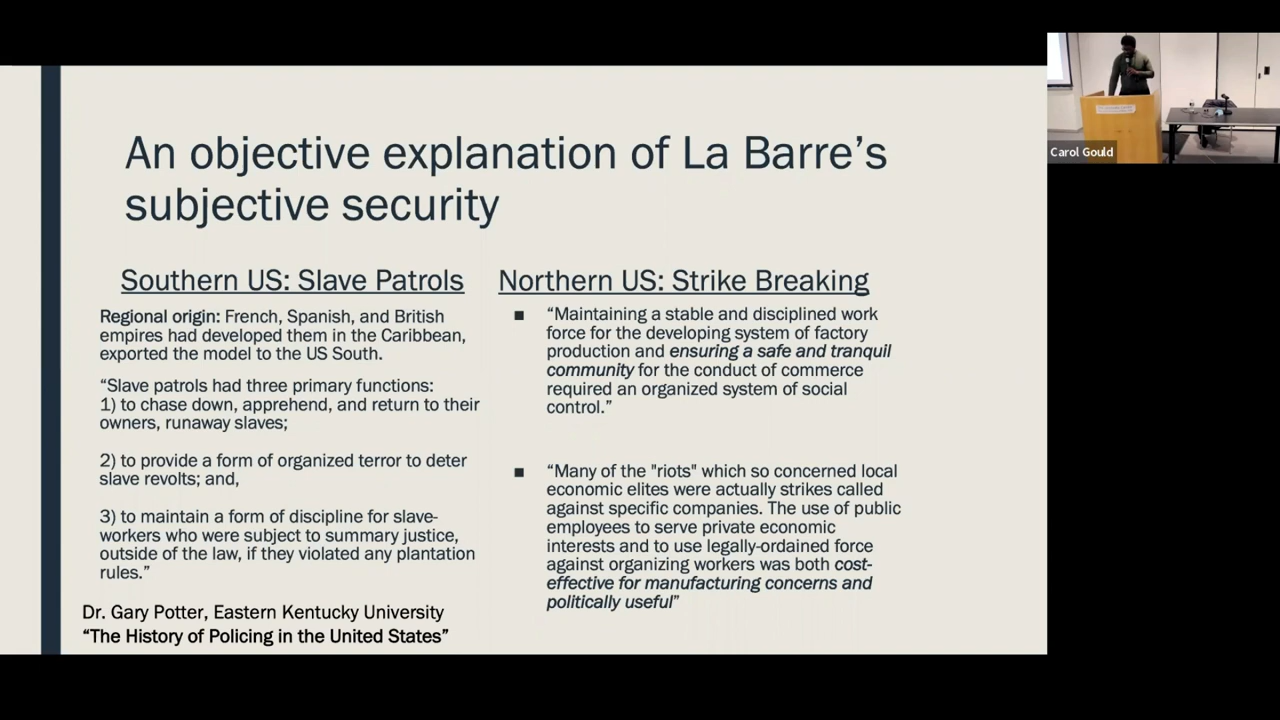 An objective explanation of La Barre’s
subjective security
Southern US: Slave Patrols
Regional origin: French, Spanish, and British
empires had developed them in the Caribbean,
exported the model to the US South.
“Slave patrols had three primary functions:
1) to chase down, apprehend, and return to their
owners, runaway slaves;
2) to provide a form of organized terror to deter
slave revolts; and,
3) to maintain a form of discipline for slave-
workers who were subject to summary justice,
outside of the law, if they violated any plantation
rules.”
Dr. Gary Potter, Eastern Kentucky University
“The History of Policing in the United States”
Northern US: Strike Breaking
■ “Maintaining a stable and disciplined work
force for the developing system of factory
production and ensuring a safe and tranquil
community for the conduct of commerce
required an organized system of social
control.”
■ “Many of the "riots" which so concerned local
economic elites were actually strikes called
against specific companies. The use of public
employees to serve private economic
interests and to use legally-ordained force
against organizing workers was both cost-
effective for manufacturing concerns and
politically useful”
Carol Gould